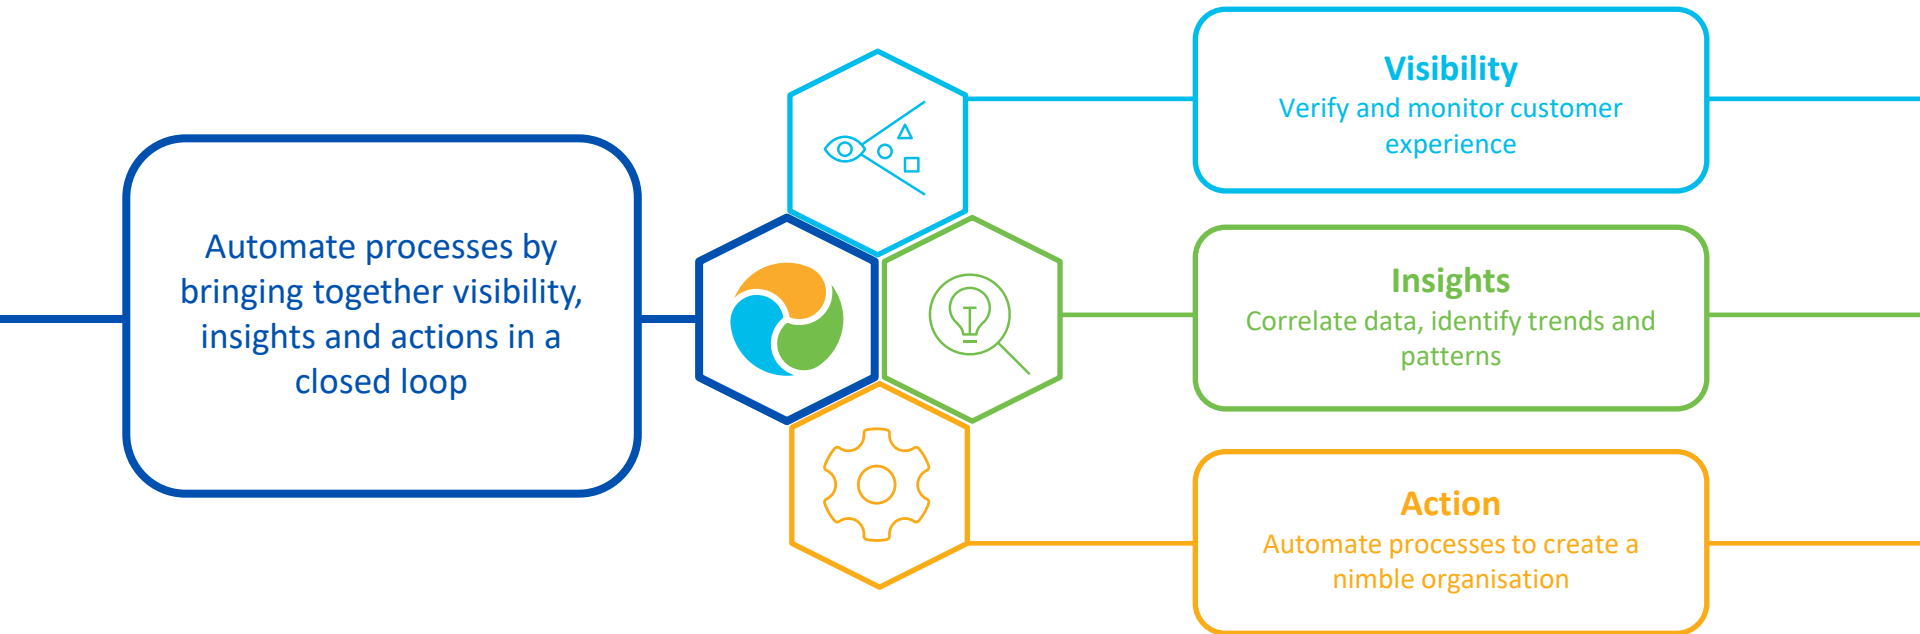 Automate processes by
bringing together visibility,
insights and actions in a
closed loop
Visibility
Verify and monitor customer
experience
Insights
Correlate data, identify trends and
patterns
Action
Automate processes to create a
nimble organisation